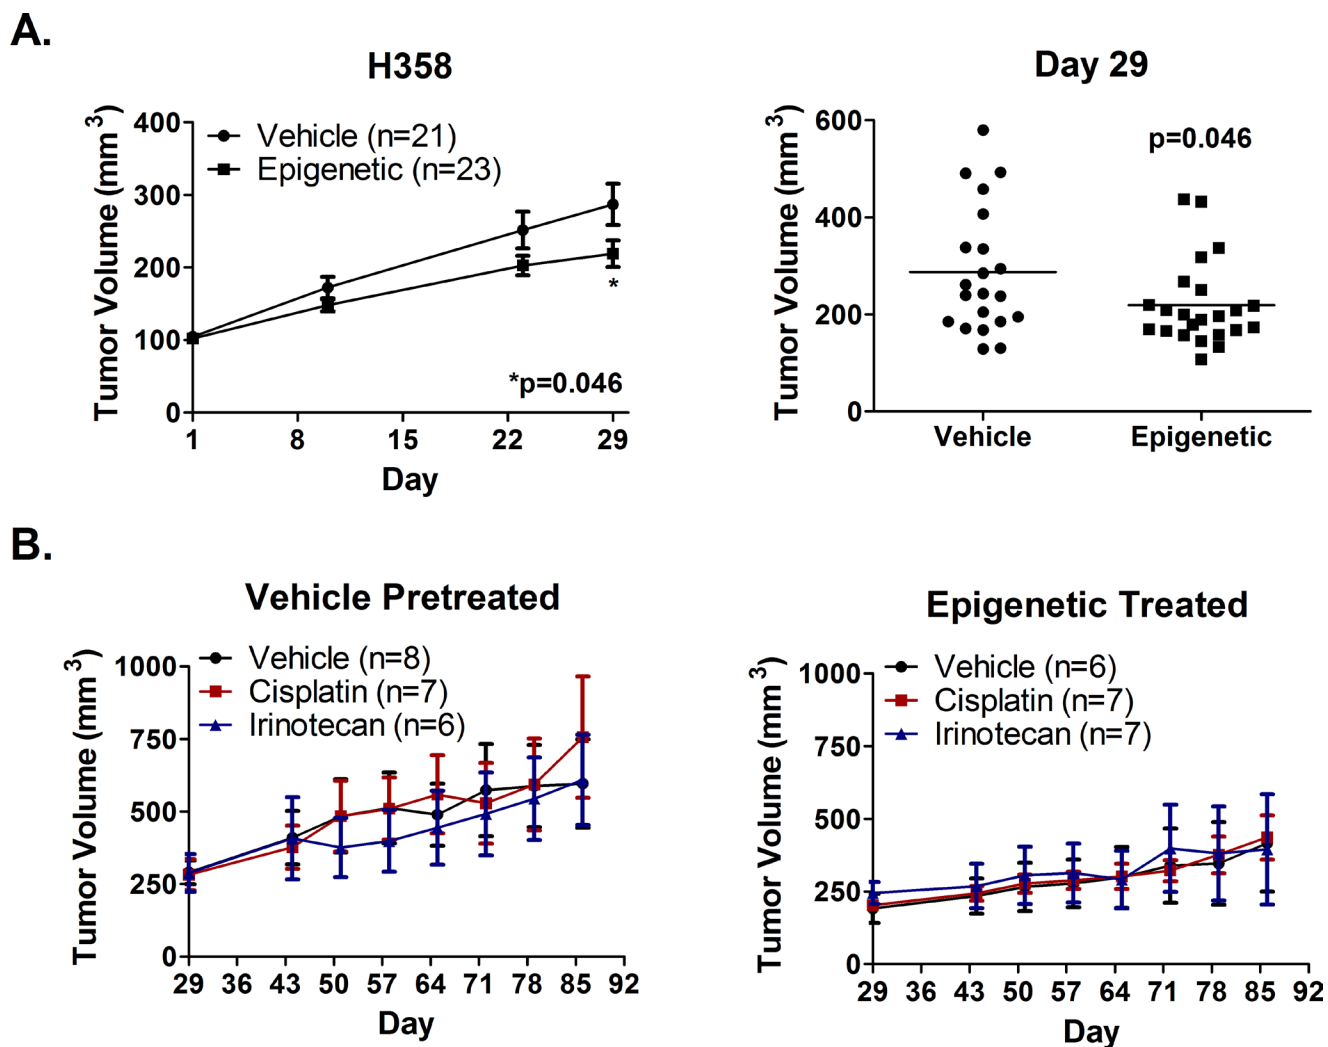 A.
H358
Tumor Volume (mm³)
400
300
200
100
0
Vehicle (n=21)
Epigenetic (n=23)
*
*p=0.046
1 8 15 22 29
Day
Day 29
Tumor Volume (mm³)
600
400
200
0
p=0.046
Vehicle Epigenetic
B.
Vehicle Pretreated
Tumor Volume (mm³)
1000
750
500
250
0
Vehicle (n=8)
Cisplatin (n=7)
Irinotecan (n=6)
29 36 43 50 57 64 71 78 85 92
Day
Epigenetic Treated
Tumor Volume (mm³)
1000
750
500
250
0
Vehicle (n=6)
Cisplatin (n=7)
Irinotecan (n=7)
29 36 43 50 57 64 71 78 85 92
Day